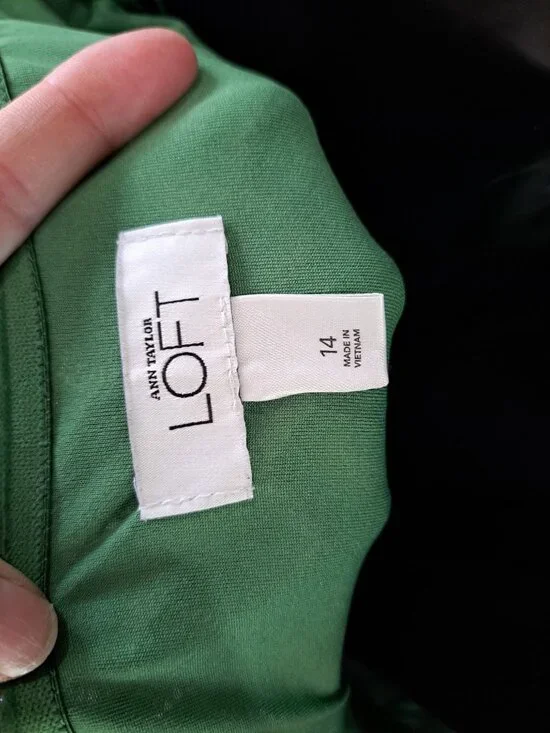 ANN TAYLOR
LOFT
14
MADE IN
VIETNAM